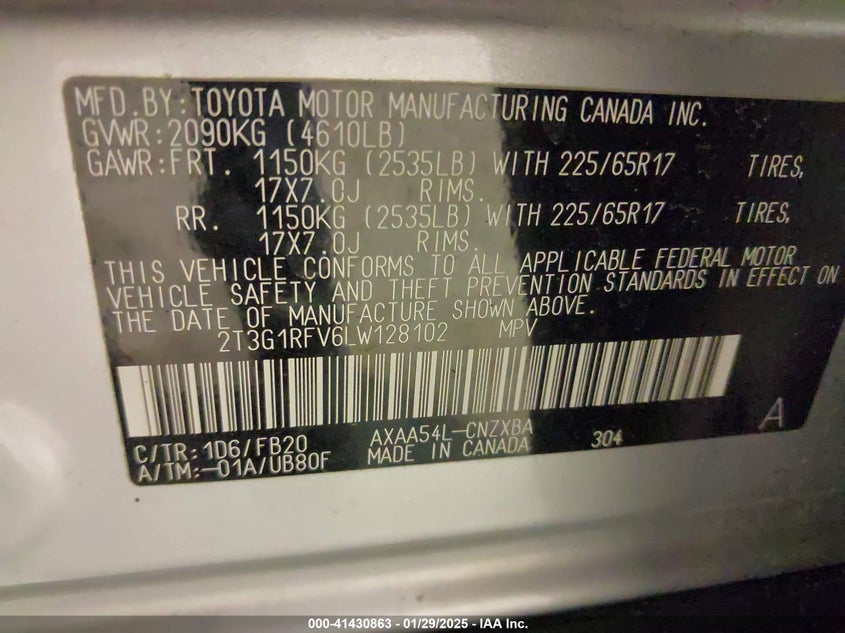 MFD.BY:TOYOTA MOTOR MANUFACTURING CANADA INC.
GVWR:2090KG (4610LB)
GAWR:FRT. 1150KG (2535LB) WITH 225/65R17 TIRES,
17X7.0J RIMS.
RR. 1150KG (2535LB) WITH 225/65R17 TIRES,
17X7.0J RIMS.
THIS VEHICLE CONFORMS TO ALL APPLICABLE FEDERAL MOTOR
VEHICLE SAFETY AND THEFT PREVENTION STANDARDS IN EFFECT ON
THE DATE OF MANUFACTURE SHOWN ABOVE.
2T3G1RFV6LW128102 MPV
C/TR:1D6/FB20 AXAA54L-CNZXBA 304 A
A/TM:-01A/UB80F MADE IN CANADA
000-41430863 - 01/29/2025 - IAA Inc.